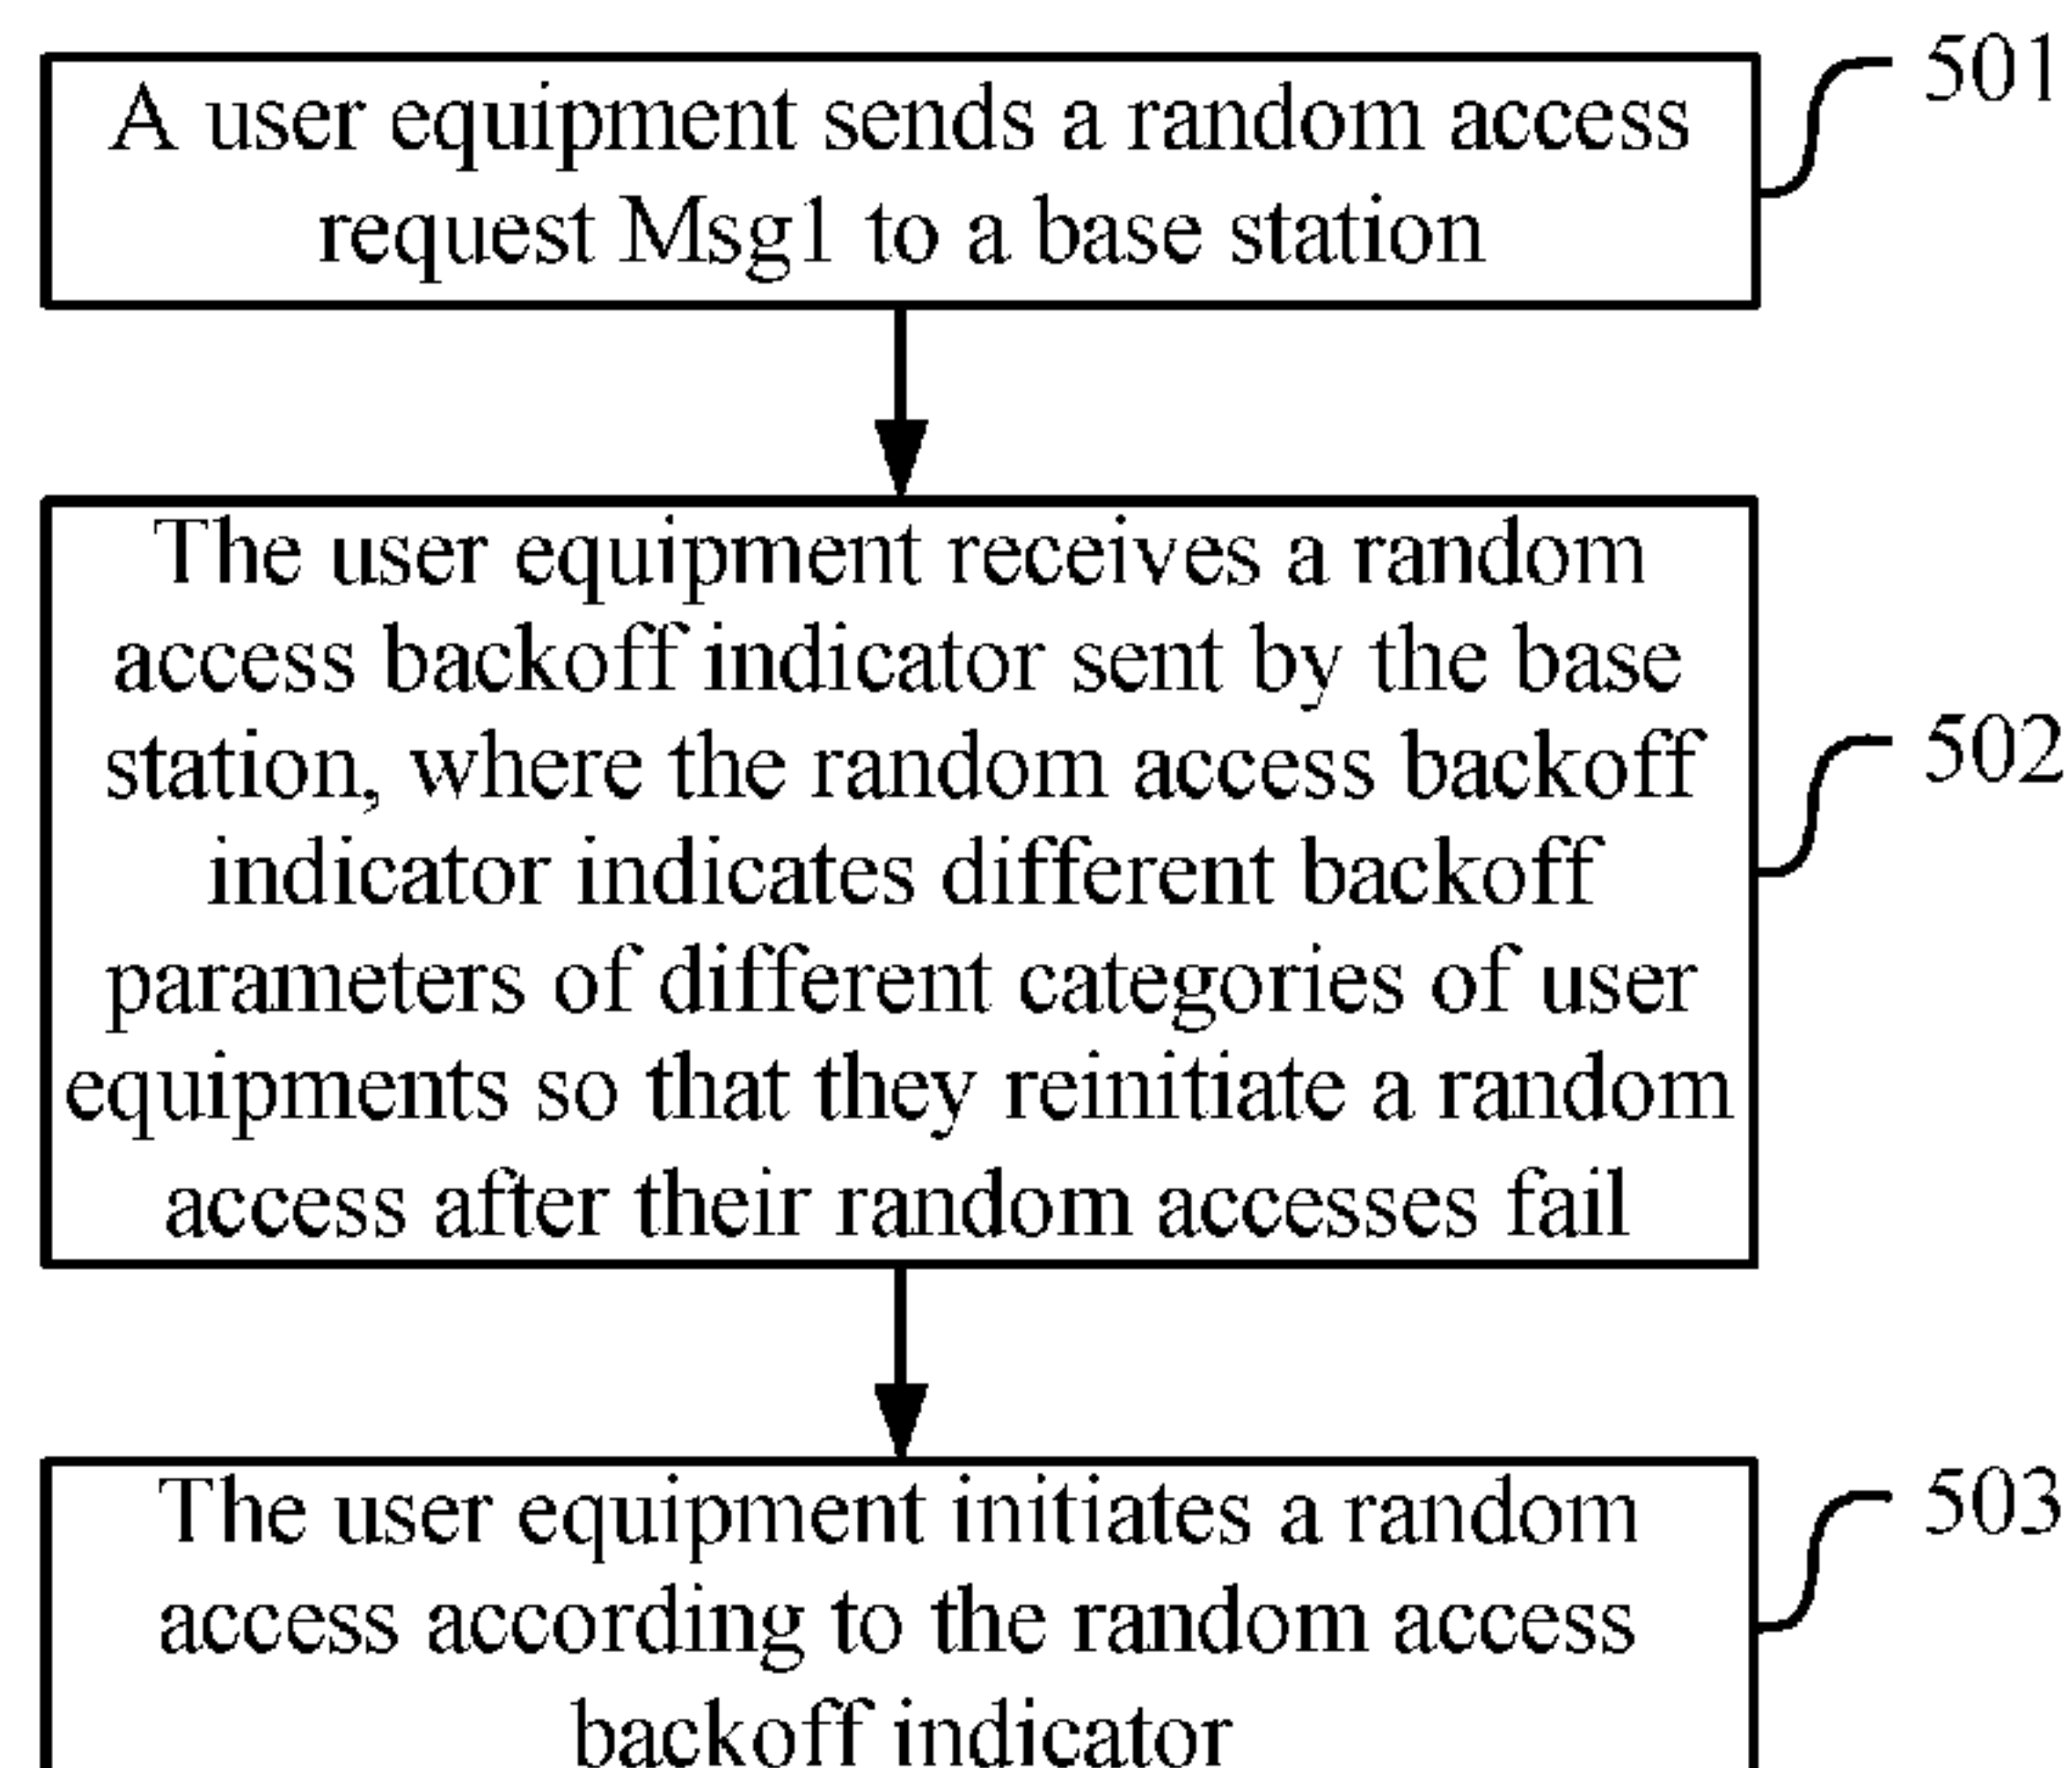 A user equipment sends a random access
request Msg1 to a base station
501
The user equipment receives a random
access backoff indicator sent by the base
station, where the random access backoff
indicator indicates different backoff
parameters of different categories of user
equipments so that they reinitiate a random
access after their random accesses fail
502
The user equipment initiates a random
access according to the random access
backoff indicator
503